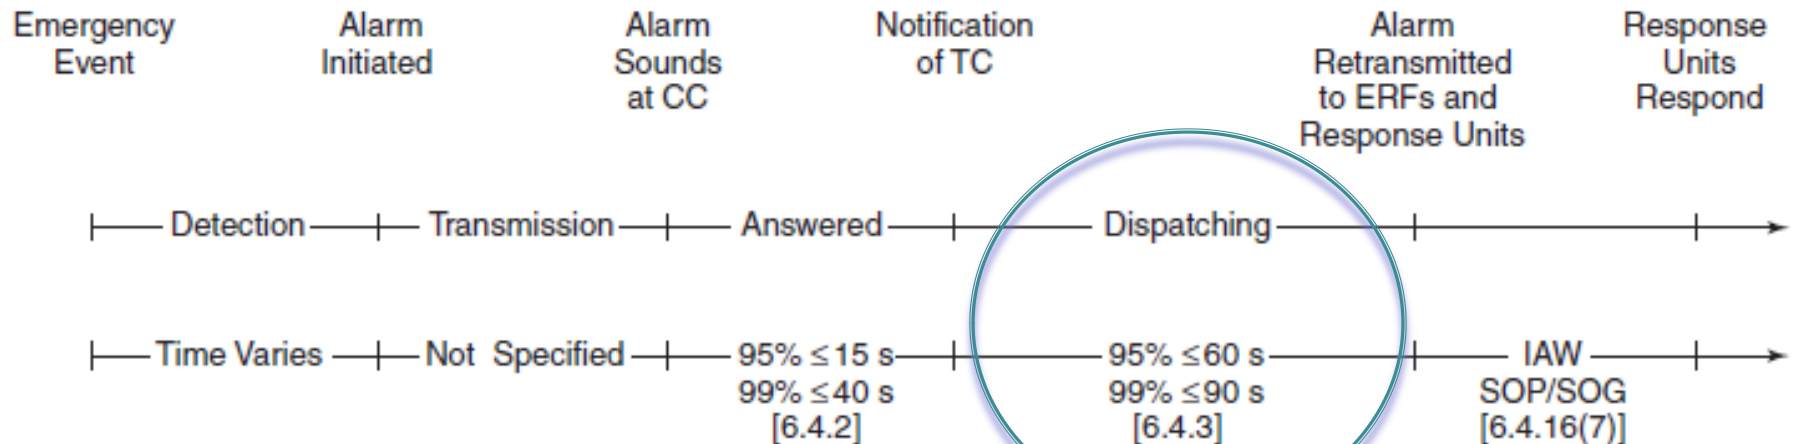 Emergency
Event
Alarm
Initiated
Alarm
Sounds
at CC
Notification
of TC
Alarm
Retransmitted
to ERFs and
Response Units
Response
Units
Respond
Detection
Transmission
Answered
Dispatching
Time Varies
Not Specified
95% ≤15 s
99% ≤40 s
[6.4.2]
95% ≤60 s
99% ≤90 s
[6.4.3]
IAW
SOP/SOG
[6.4.16(7)]